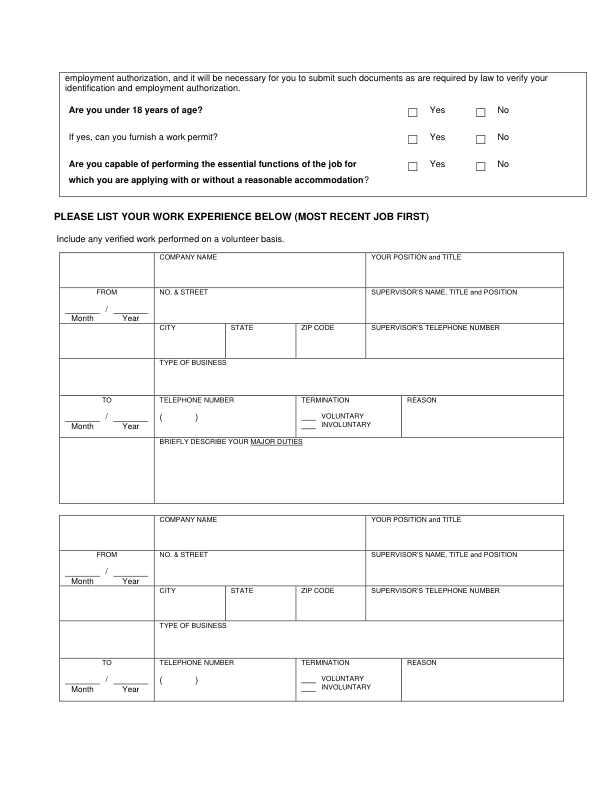 employment authorization, and it will be necessary for you to submit such documents as are required by law to verify your
identification and employment authorization.
Are you under 18 years of age? Yes No
If yes, can you furnish a work permit? Yes No
Are you capable of performing the essential functions of the job for Yes No
which you are applying with or without a reasonable accommodation?
PLEASE LIST YOUR WORK EXPERIENCE BELOW (MOST RECENT JOB FIRST)
Include any verified work performed on a volunteer basis.
COMPANY NAME YOUR POSITION and TITLE
FROM NO. & STREET SUPERVISOR'S NAME, TITLE and POSITION
_______ / _______
Month Year
CITY STATE ZIP CODE SUPERVISOR'S TELEPHONE NUMBER
TYPE OF BUSINESS
TO TELEPHONE NUMBER TERMINATION REASON
_______ / _______ ( ) ___ VOLUNTARY
Month Year ___ INVOLUNTARY
BRIEFLY DESCRIBE YOUR MAJOR DUTIES
COMPANY NAME YOUR POSITION and TITLE
FROM NO. & STREET SUPERVISOR'S NAME, TITLE and POSITION
_______ / _______
Month Year
CITY STATE ZIP CODE SUPERVISOR'S TELEPHONE NUMBER
TYPE OF BUSINESS
TO TELEPHONE NUMBER TERMINATION REASON
_______ / _______ ( ) ___ VOLUNTARY
Month Year ___ INVOLUNTARY